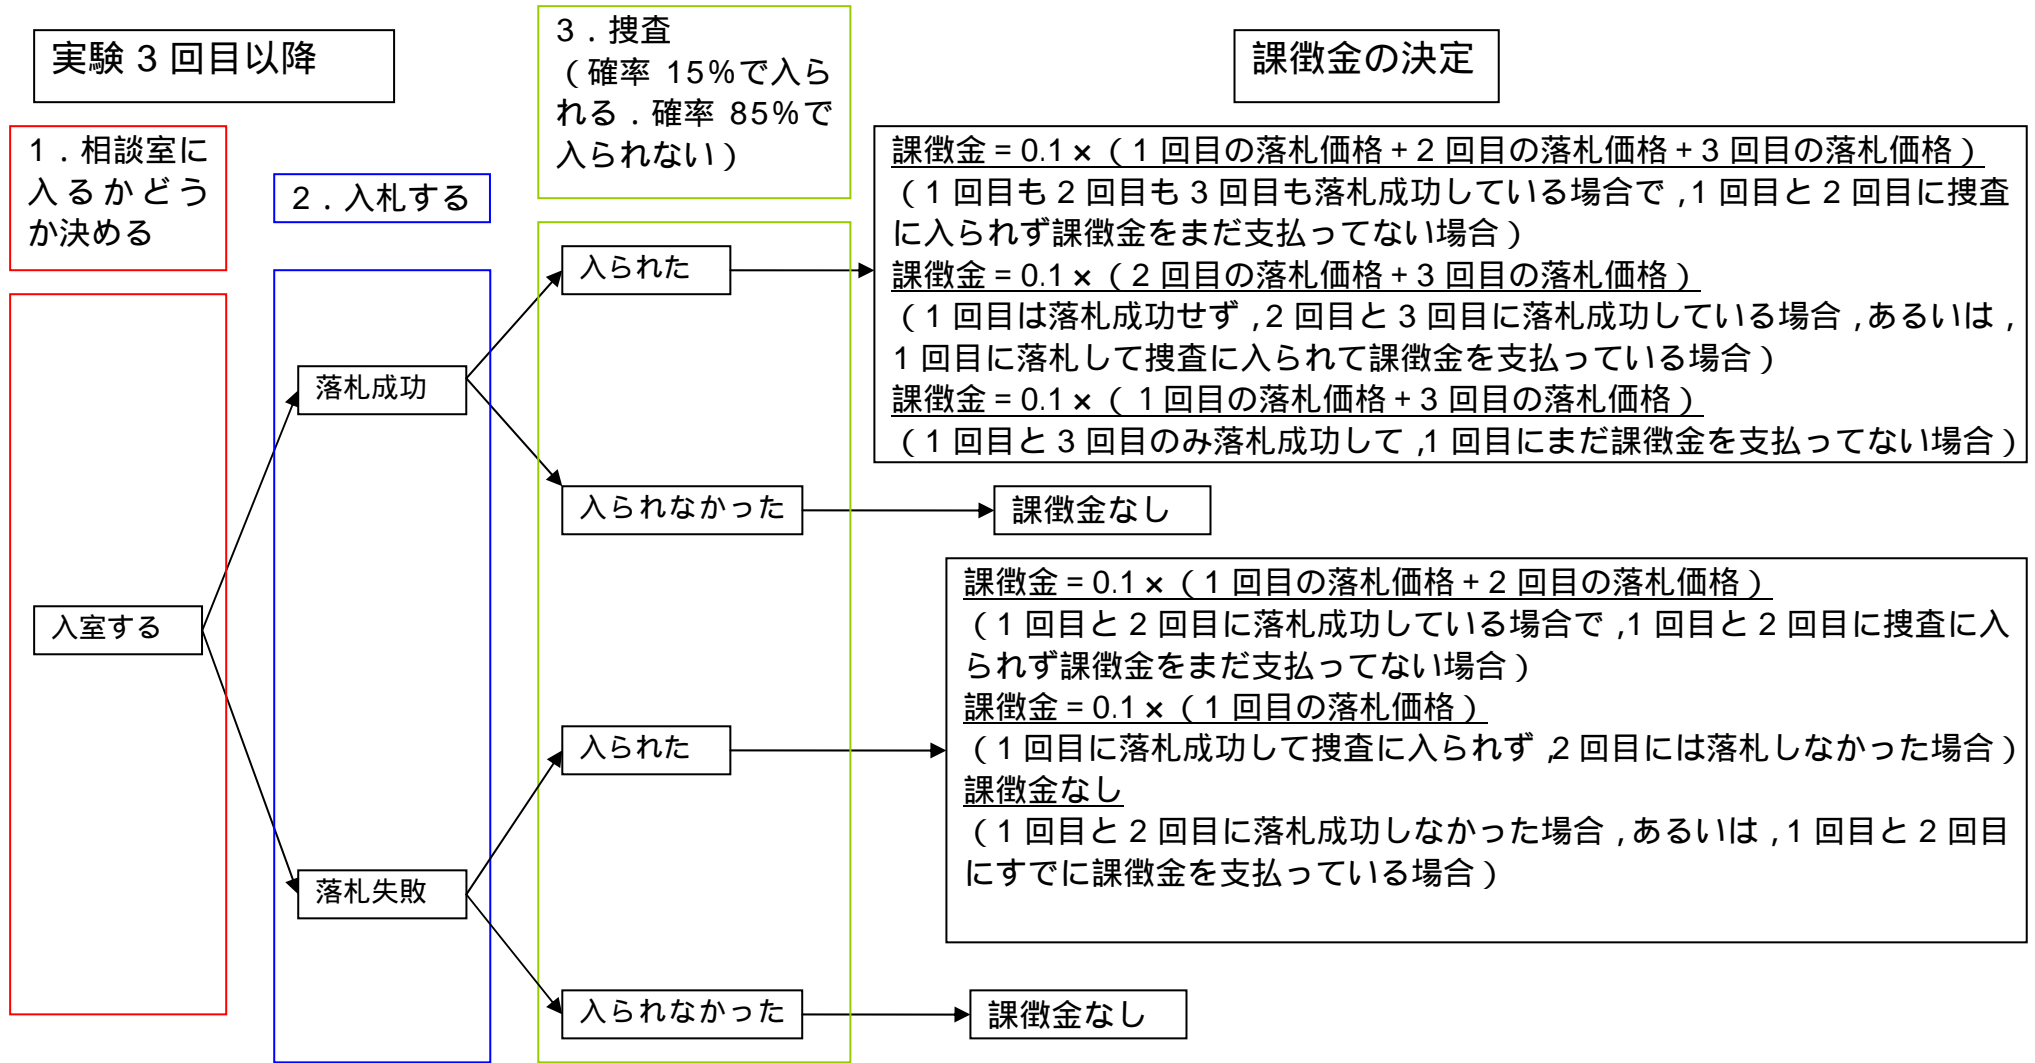 実験 3 回目以降
3．捜査
（確率 15％で入ら
れる．確率 85％で
入られない）
課徴金の決定
1．相談室に
入るかどう
か決める
2．入札する
課徴金 = 0.1 ×（1 回目の落札価格 + 2 回目の落札価格 + 3 回目の落札価格）
（1 回目も 2 回目も 3 回目も落札成功している場合で，1 回目と 2 回目に捜査
に入られず課徴金をまだ支払ってない場合）
課徴金 = 0.1 ×（2 回目の落札価格 + 3 回目の落札価格）
（1 回目は落札成功せず，2 回目と 3 回目に落札成功している場合，あるいは，
1 回目に落札して捜査に入られて課徴金を支払っている場合）
課徴金 = 0.1 ×（1 回目の落札価格 + 3 回目の落札価格）
（1 回目と 3 回目のみ落札成功して，1 回目にまだ課徴金を支払ってない場合）
入られた
落札成功
入られなかった
課徴金なし
入室する
課徴金 = 0.1 ×（1 回目の落札価格 + 2 回目の落札価格）
（1 回目と 2 回目に落札成功している場合で，1 回目と 2 回目に捜査に入
られず課徴金をまだ支払ってない場合）
課徴金 = 0.1 ×（1 回目の落札価格）
（1 回目に落札成功して捜査に入られず，2 回目には落札しなかった場合）
課徴金なし
（1 回目と 2 回目に落札成功しなかった場合，あるいは，1 回目と 2 回目
にすでに課徴金を支払っている場合）
入られた
落札失敗
入られなかった
課徴金なし